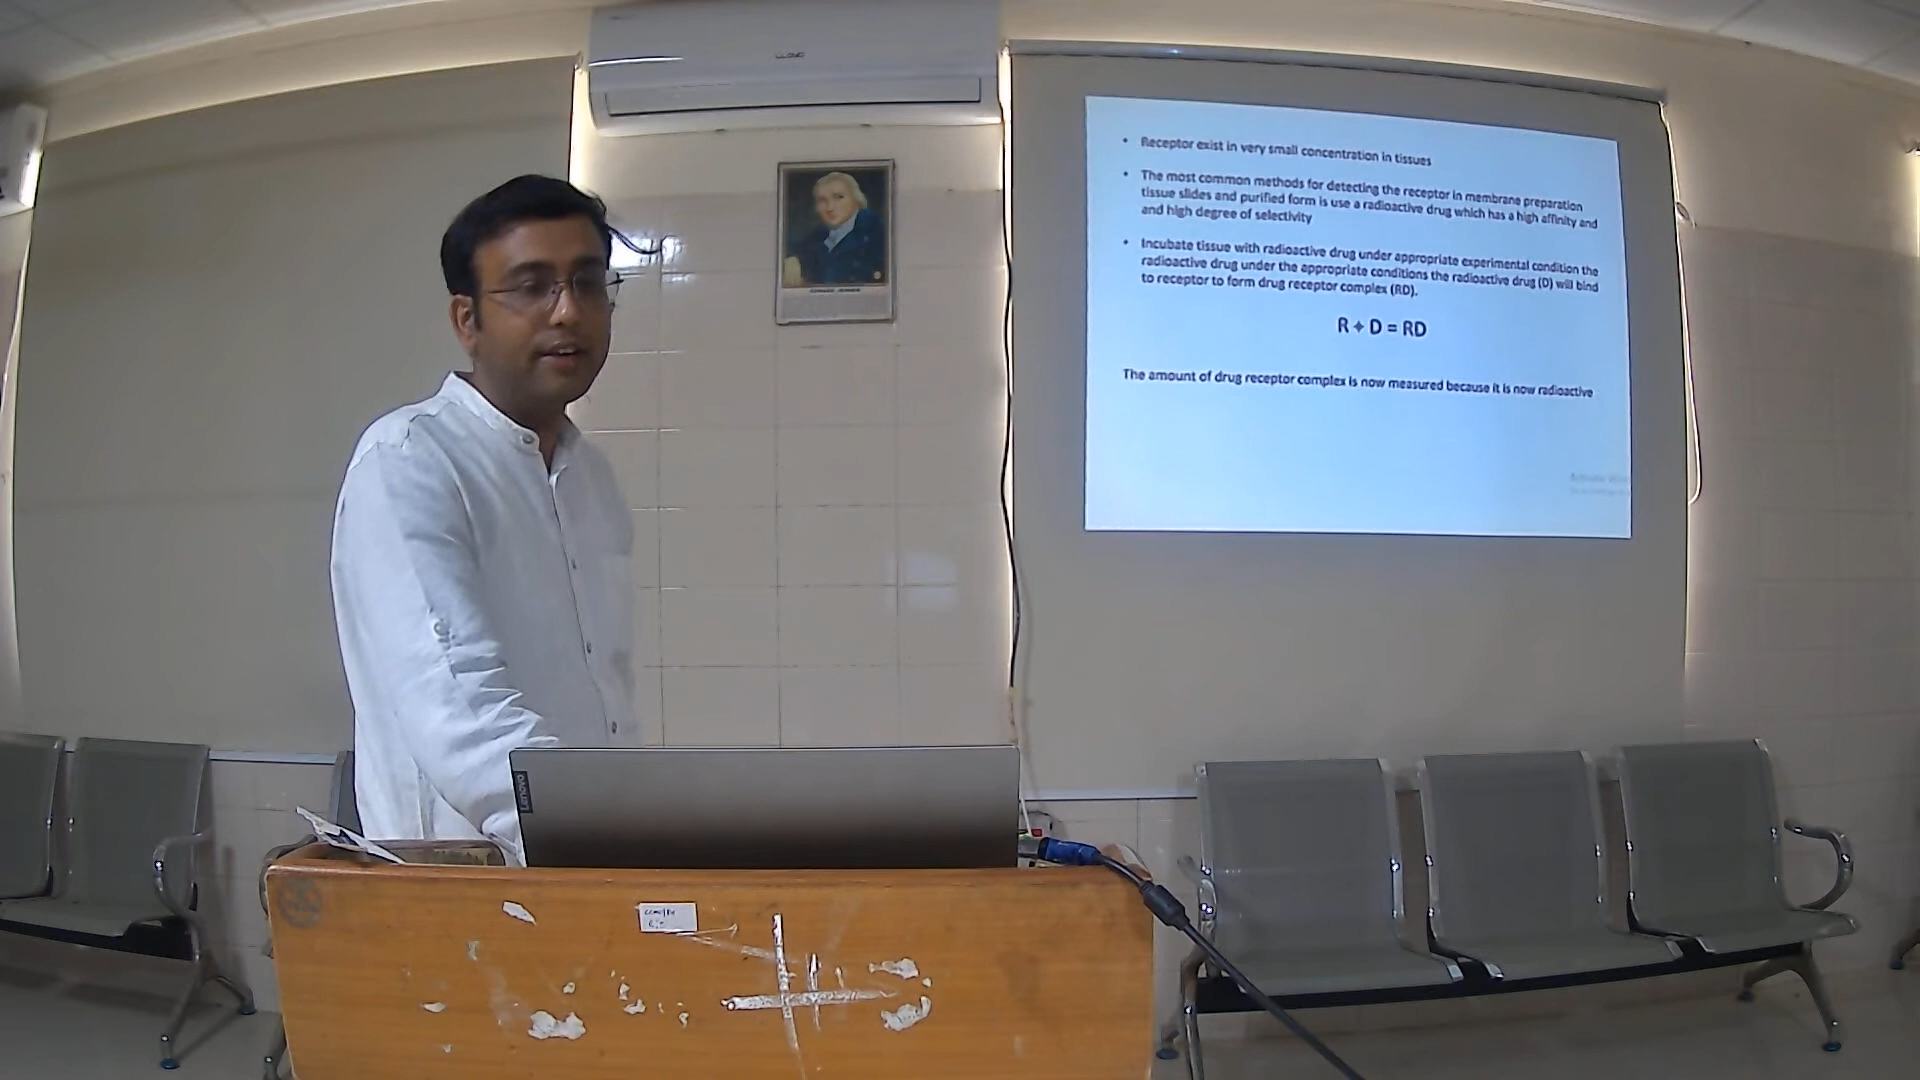 LLOYD
• Receptor exist in very small concentration in tissues
• The most common methods for detecting the receptor in membrane preparation
tissue slides and purified form is use a radioactive drug which has a high affinity and
and high degree of selectivity
• Incubate tissue with radioactive drug under appropriate experimental condition the
radioactive drug under the appropriate conditions the radioactive drug (D) will bind
to receptor to form drug receptor complex (RD).
R + D = RD
The amount of drug receptor complex is now measured because it is now radioactive
EDWARD JENNER
Lenovo